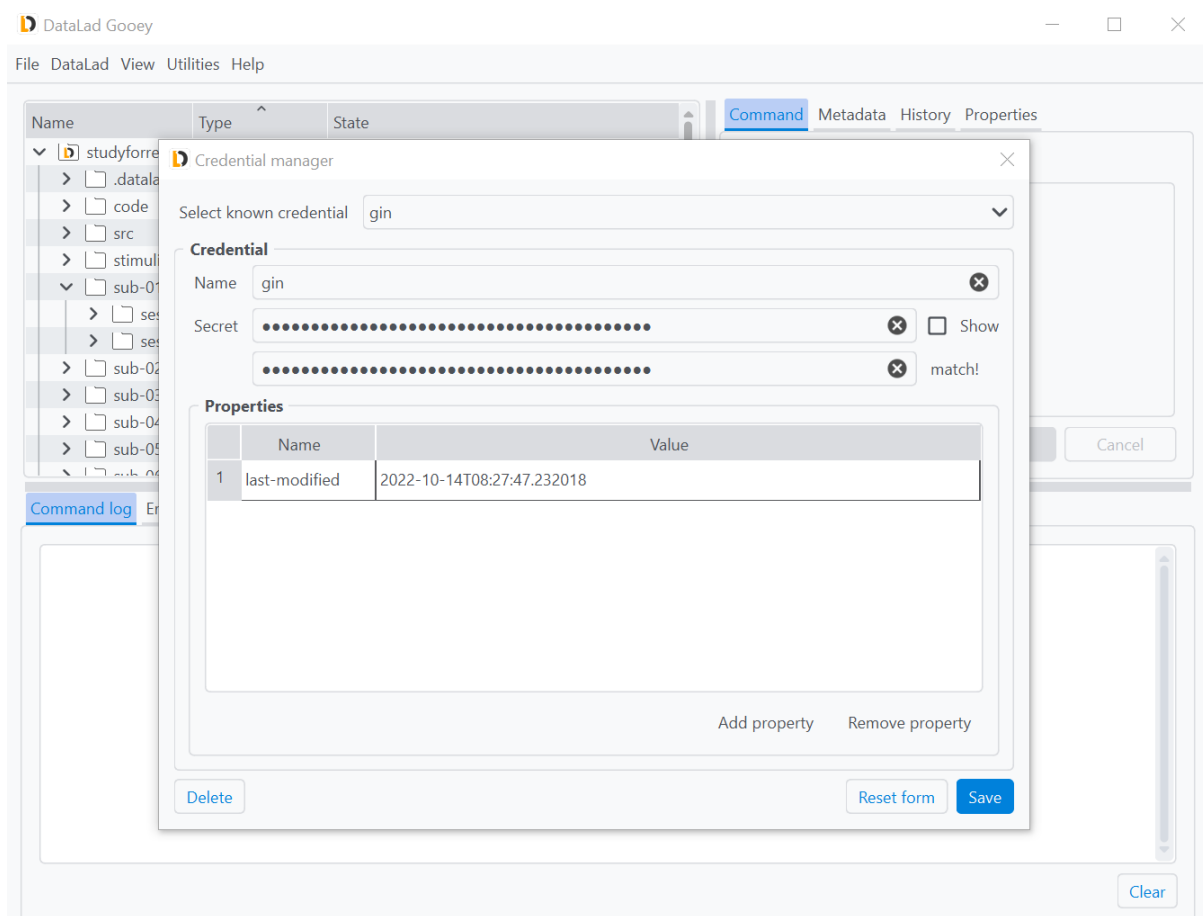 DataLad Gooey
File DataLad View Utilities Help
Name Type State
Command Metadata History Properties
studyforre
.datala
code
src
stimuli
sub-01
ses
ses
sub-02
sub-03
sub-04
sub-05
Cancel
Credential manager
Select known credential gin
Credential
Name gin
Secret ●●●●●●●●●●●●●●●●●●●●●●●●●●●●●●●●●●●●●●●● Show
●●●●●●●●●●●●●●●●●●●●●●●●●●●●●●●●●●●●●●●● match!
Properties
Name Value
1 last-modified 2022-10-14T08:27:47.232018
Add property Remove property
Delete Reset form Save
Command log Er
Clear